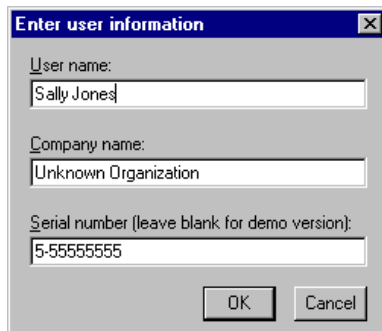 Enter user information
User name:
Sally Jones
Company name:
Unknown Organization
Serial number (leave blank for demo version):
5-55555555
OK Cancel